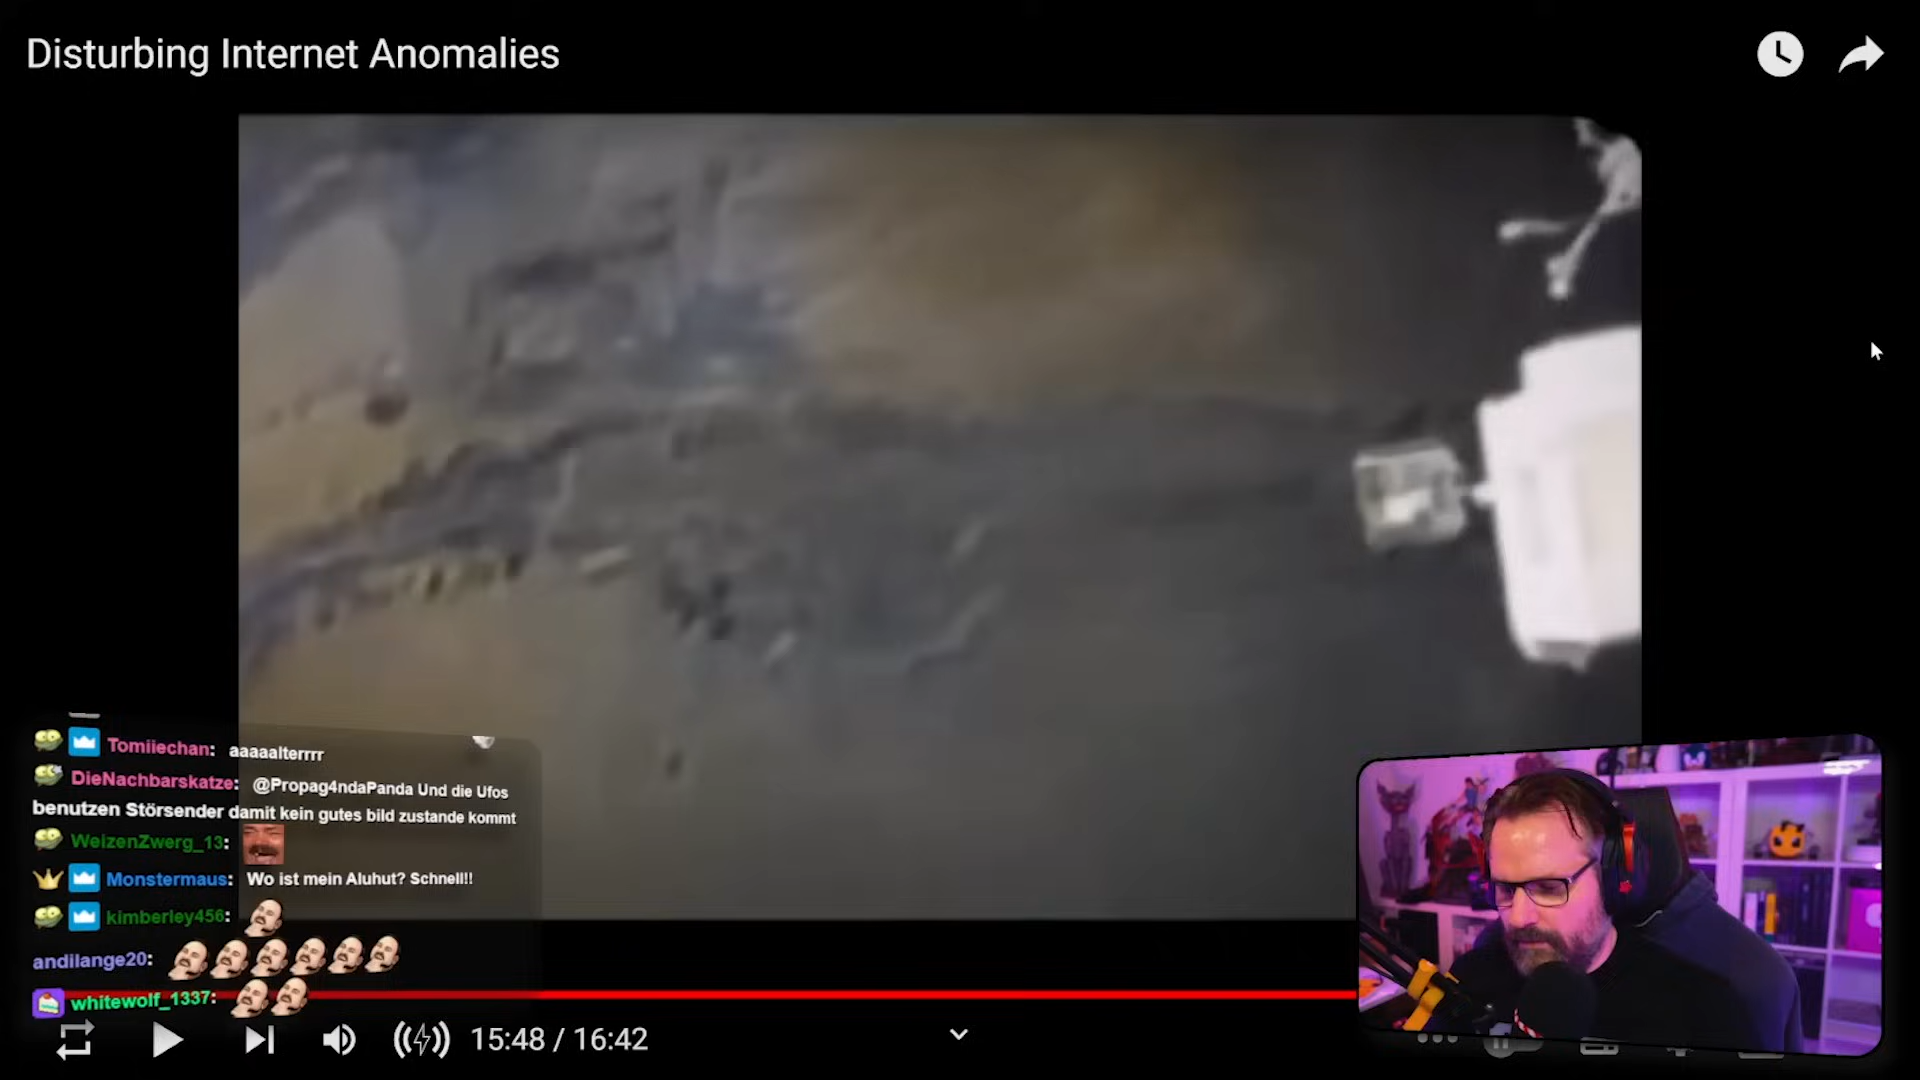 Disturbing Internet Anomalies
Tomiiechan: aaaaalterrrr
DieNachbarskatze: @Propag4ndaPanda Und die Ufos
benutzen Störsender damit kein gutes bild zustande kommt
WeizenZwerg_13:
Monstermaus: Wo ist mein Aluhut? Schnell!!
kimberley456:
andilange20:
whitewolf_1337:
15:48 / 16:42